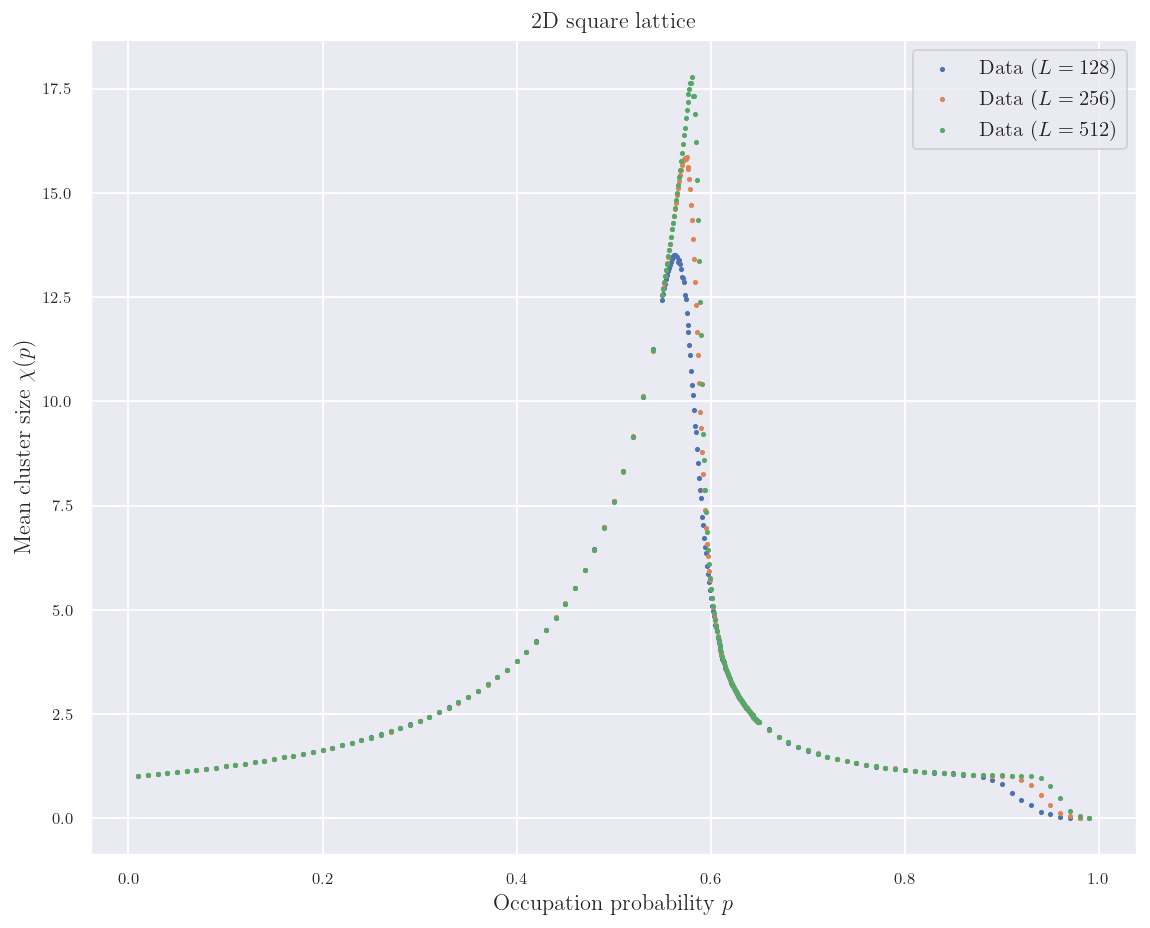 2D square lattice
Data (L = 128)
Data (L = 256)
Data (L = 512)
Mean cluster size χ(p)
17.5
15.0
12.5
10.0
7.5
5.0
2.5
0.0
0.0 0.2 0.4 0.6 0.8 1.0
Occupation probability p